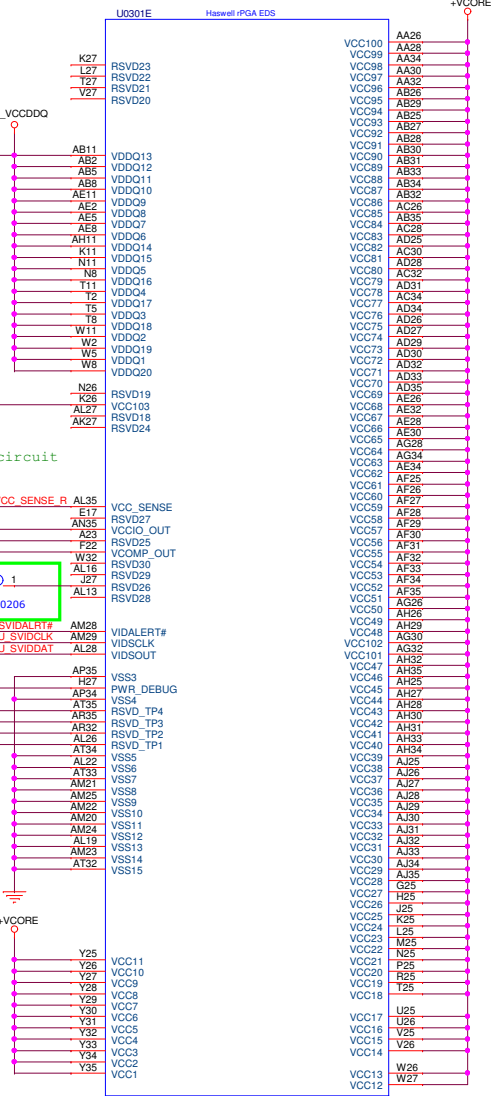 U0301E
Haswell rPGA EDS
+VCORE
K27 RSVD23
L27 RSVD22
T27 RSVD21
V27 RSVD20
_VCCDDQ
AB11 VDDQ13
AB2 VDDQ12
AB5 VDDQ11
AB8 VDDQ10
AE11 VDDQ9
AE2 VDDQ8
AE5 VDDQ7
AE8 VDDQ6
AH11 VDDQ14
K11 VDDQ15
N11 VDDQ5
N8 VDDQ16
T11 VDDQ4
T2 VDDQ17
T5 VDDQ3
T8 VDDQ18
W11 VDDQ2
W2 VDDQ19
W5 VDDQ1
W8 VDDQ20
N26 RSVD19
K26 VCC103
AL27 RSVD18
AK27 RSVD24
circuit
VCC_SENSE_R AL35 VCC_SENSE
E17 RSVD27
AN35 VCCIO_OUT
A23 RSVD25
F22 VCOMP_OUT
W32 RSVD30
AL16 RSVD29
1 J27 RSVD26
AL13 RSVD28
0206
SVIDALRT# AM28 VIDALERT#
U_SVIDCLK AM29 VIDSCLK
U_SVIDDAT AL28 VIDSOUT
AP35 VSS3
H27 PWR_DEBUG
AP34 VSS4
AT35 RSVD_TP4
AR35 RSVD_TP3
AR32 RSVD_TP2
AL26 RSVD_TP1
AT34 VSS5
AL22 VSS6
AT33 VSS7
AM21 VSS8
AM25 VSS9
AM22 VSS10
AM20 VSS11
AM24 VSS12
AL19 VSS13
AM23 VSS14
AT32 VSS15
+VCORE
Y25 VCC11
Y26 VCC10
Y27 VCC9
Y28 VCC8
Y29 VCC7
Y30 VCC6
Y31 VCC5
Y32 VCC4
Y33 VCC3
Y34 VCC2
Y35 VCC1
VCC100 AA26
VCC99 AA28
VCC98 AA34
VCC97 AA30
VCC96 AA32
VCC95 AB26
VCC94 AB29
VCC93 AB25
VCC92 AB27
VCC91 AB28
VCC90 AB30
VCC89 AB31
VCC88 AB33
VCC87 AB34
VCC86 AB32
VCC85 AC26
VCC84 AB35
VCC83 AC28
VCC82 AD25
VCC81 AC30
VCC80 AD28
VCC79 AC32
VCC78 AD31
VCC77 AC34
VCC76 AD34
VCC75 AD26
VCC74 AD27
VCC73 AD29
VCC72 AD30
VCC71 AD32
VCC70 AD33
VCC69 AD35
VCC68 AE26
VCC67 AE32
VCC66 AE28
VCC65 AE30
VCC64 AG28
VCC63 AG34
VCC62 AE34
VCC61 AF25
VCC60 AF26
VCC59 AF27
VCC58 AF28
VCC57 AF29
VCC56 AF30
VCC55 AF31
VCC54 AF32
VCC53 AF33
VCC52 AF34
VCC51 AF35
VCC50 AG26
VCC49 AH26
VCC48 AH29
VCC102 AG30
VCC101 AG32
VCC47 AH32
VCC46 AH35
VCC45 AH25
VCC44 AH27
VCC43 AH28
VCC42 AH30
VCC41 AH31
VCC40 AH33
VCC39 AH34
VCC38 AJ25
VCC37 AJ26
VCC36 AJ27
VCC35 AJ28
VCC34 AJ29
VCC33 AJ30
VCC32 AJ31
VCC31 AJ32
VCC30 AJ33
VCC29 AJ34
VCC28 AJ35
VCC27 G25
VCC26 H25
VCC25 J25
VCC24 K25
VCC23 L25
VCC22 M25
VCC21 N25
VCC20 P25
VCC19 R25
VCC18 T25
VCC17 U25
VCC16 U26
VCC15 V25
VCC14 V26
VCC13 W26
VCC12 W27